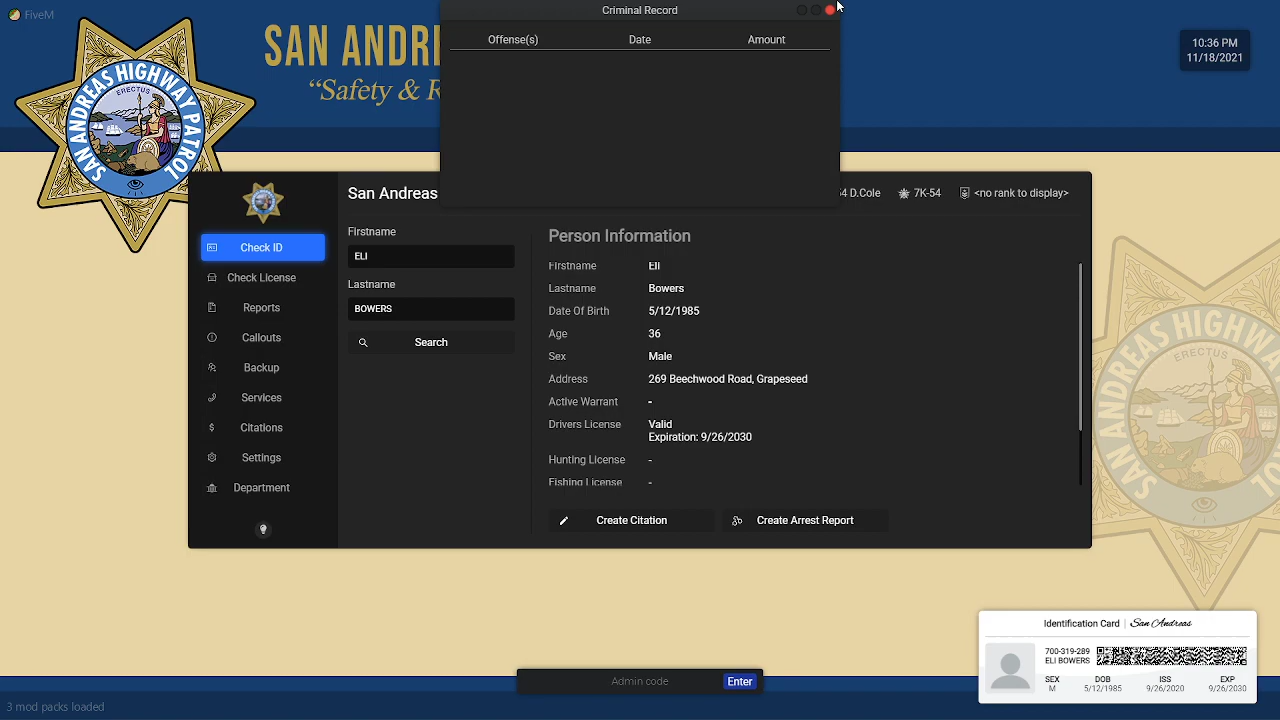 FiveM
SAN ANDRE
“Safety & R
SAN ANDREAS HIGHWAY PATROL
ERECTUS
Criminal Record
Offense(s) Date Amount
10:36 PM
11/18/2021
San Andreas
54 D.Cole 7K-54 <no rank to display>
Check ID
Check License
Reports
Callouts
Backup
Services
Citations
Settings
Department
Firstname
ELI
Lastname
BOWERS
Search
Person Information
Firstname Eli
Lastname Bowers
Date Of Birth 5/12/1985
Age 36
Sex Male
Address 269 Beechwood Road, Grapeseed
Active Warrant -
Drivers License Valid
Expiration: 9/26/2030
Hunting License -
Fishing License -
Create Citation Create Arrest Report
SAN ANDREAS HIGHWAY
ERECTUS
Identification Card | San Andreas
700-319-289
ELI BOWERS
SEX DOB ISS EXP
M 5/12/1985 9/26/2020 9/26/2030
Admin code Enter
3 mod packs loaded